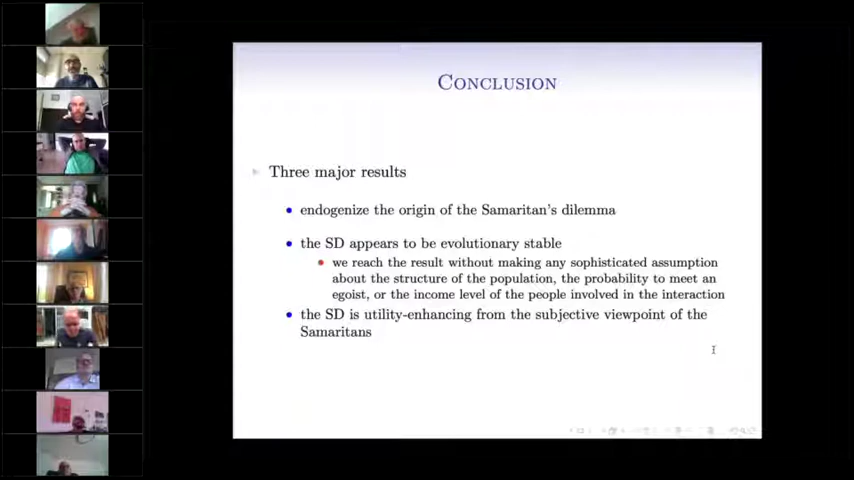 Conclusion
Three major results
endogenize the origin of the Samaritan's dilemma
the SD appears to be evolutionary stable
we reach the result without making any sophisticated assumption
about the structure of the population, the probability to meet an
egoist, or the income level of the people involved in the interaction
the SD is utility-enhancing from the subjective viewpoint of the
Samaritans